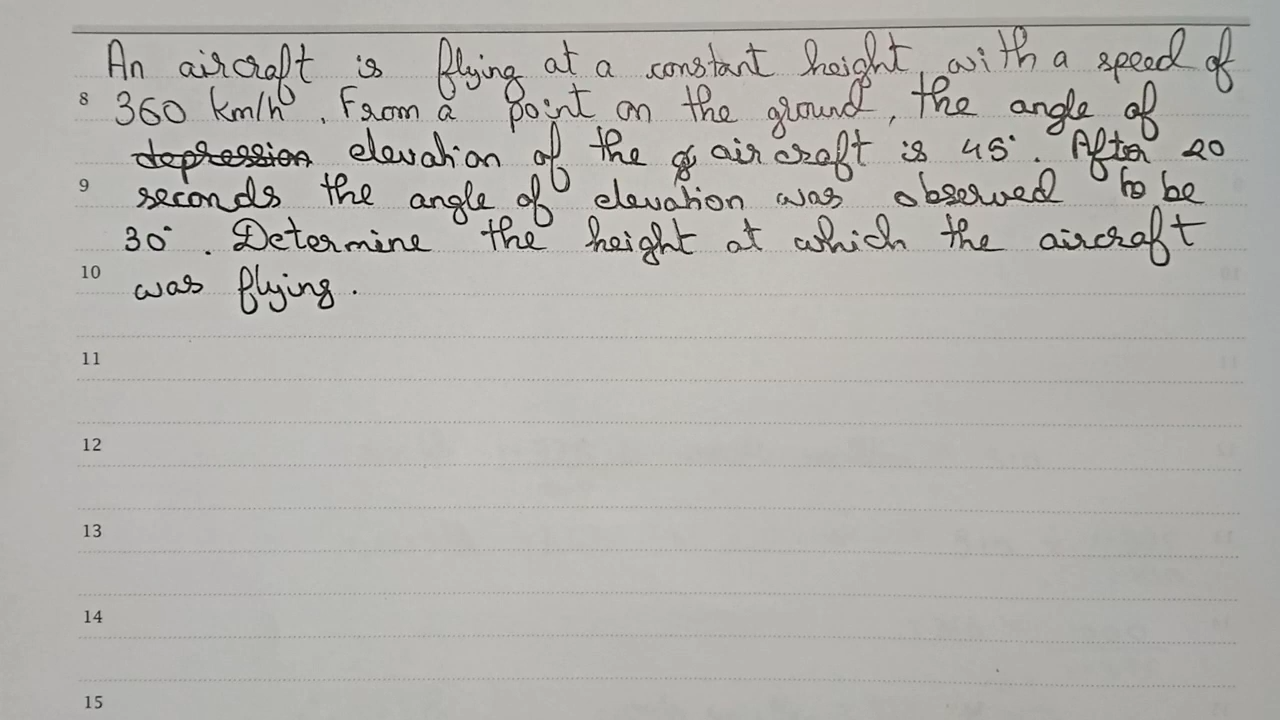 An aircraft is flying at a constant height, with a speed of
8 360 km/h. From a point on the ground, the angle of
depression elevation of the aircraft is 45°. After 20
9 seconds the angle of elevation was observed to be
30°. Determine the height at which the aircraft
10 was flying.
11
12
13
14
15